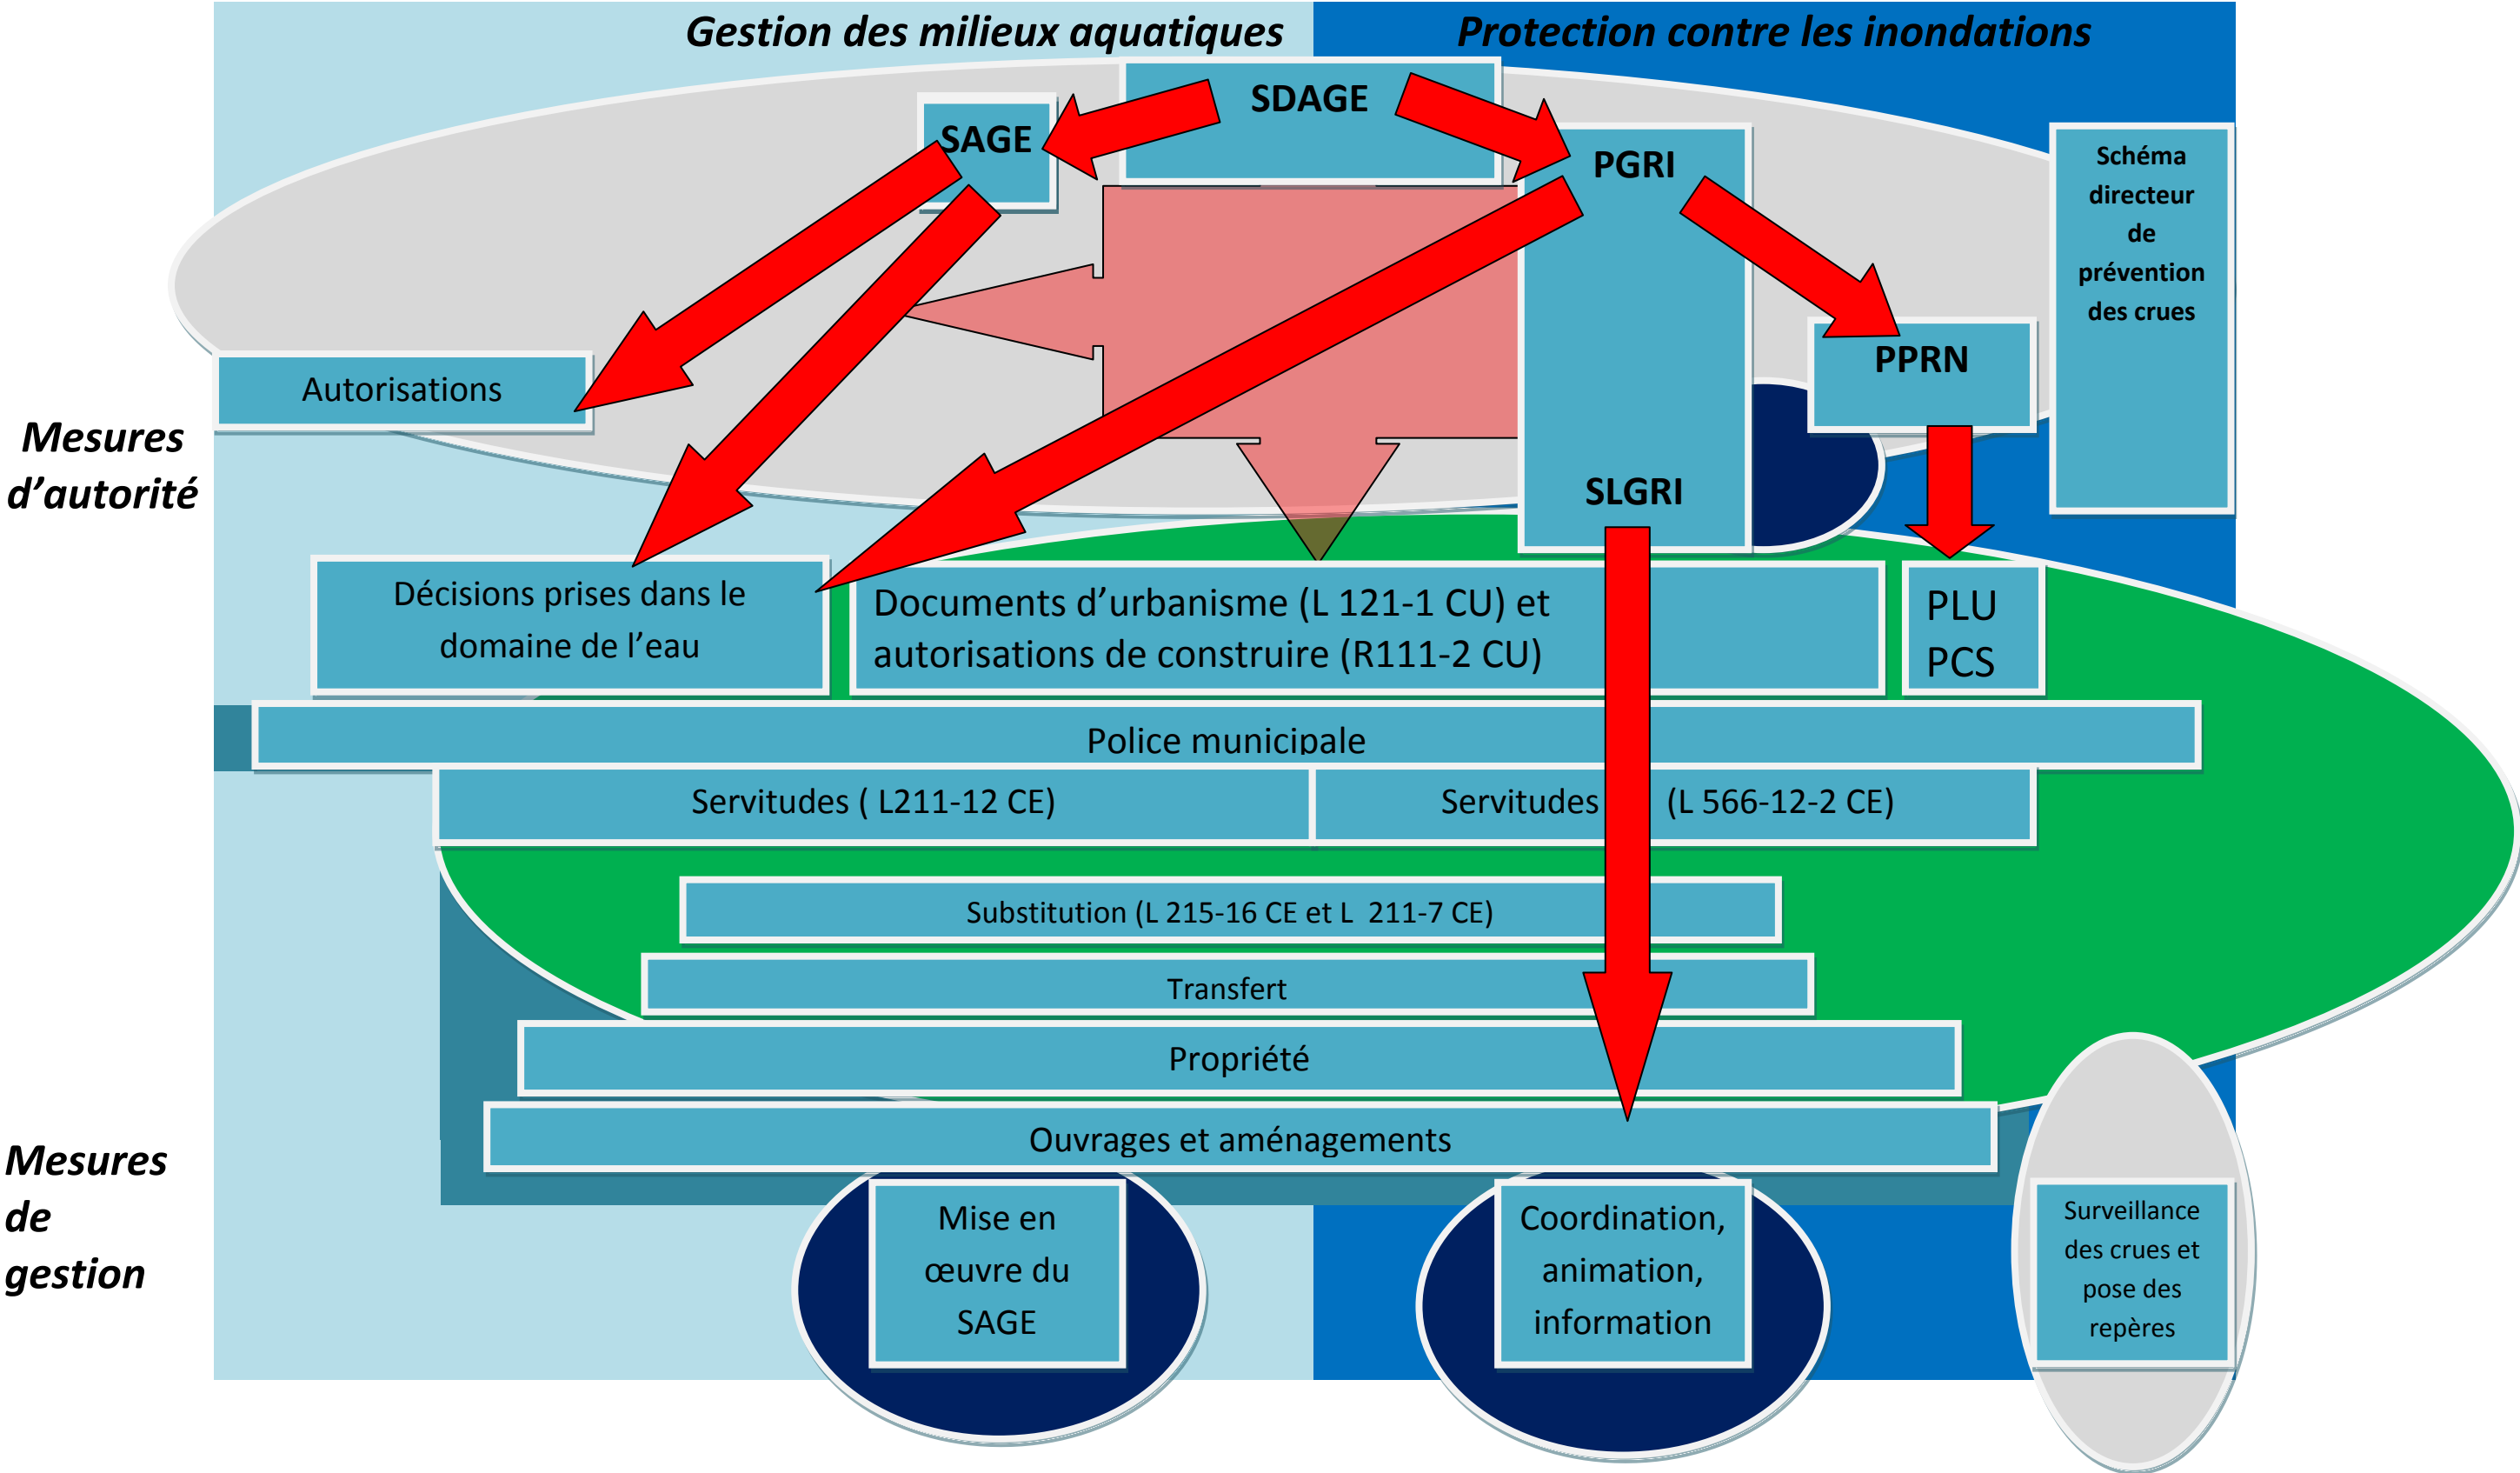 Gestion des milieux aquatiques
Protection contre les inondations
SDAGE
SAGE
PGRI
Schéma
directeur
de
prévention
des crues
PPRN
Autorisations
Mesures
d’autorité
SLGRI
Décisions prises dans le
domaine de l’eau
Documents d’urbanisme (L 121-1 CU) et
autorisations de construire (R111-2 CU)
PLU
PCS
Police municipale
Servitudes ( L211-12 CE)
Servitudes (L 566-12-2 CE)
Substitution (L 215-16 CE et L 211-7 CE)
Transfert
Propriété
Ouvrages et aménagements
Mesures
de
gestion
Mise en
œuvre du
SAGE
Coordination,
animation,
information
Surveillance
des crues et
pose des
repères